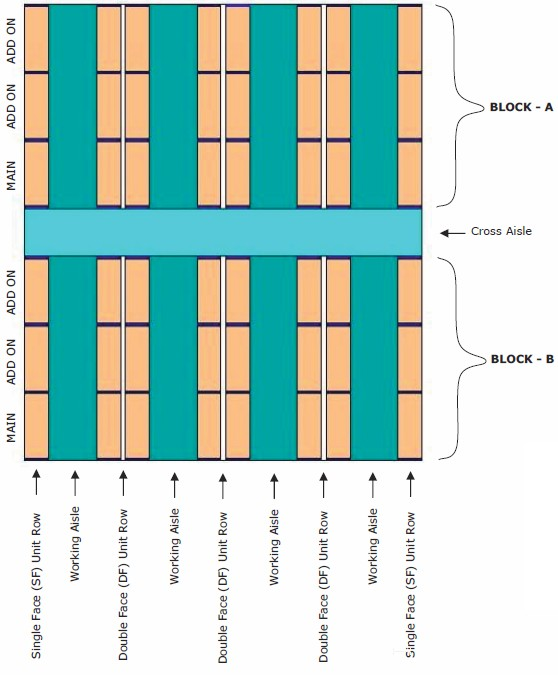 ADD ON
ADD ON
MAIN
BLOCK - A
Cross Aisle
ADD ON
ADD ON
MAIN
BLOCK - B
Single Face (SF) Unit Row
Working Aisle
Double Face (DF) Unit Row
Working Aisle
Double Face (DF) Unit Row
Working Aisle
Double Face (DF) Unit Row
Working Aisle
Single Face (SF) Unit Row